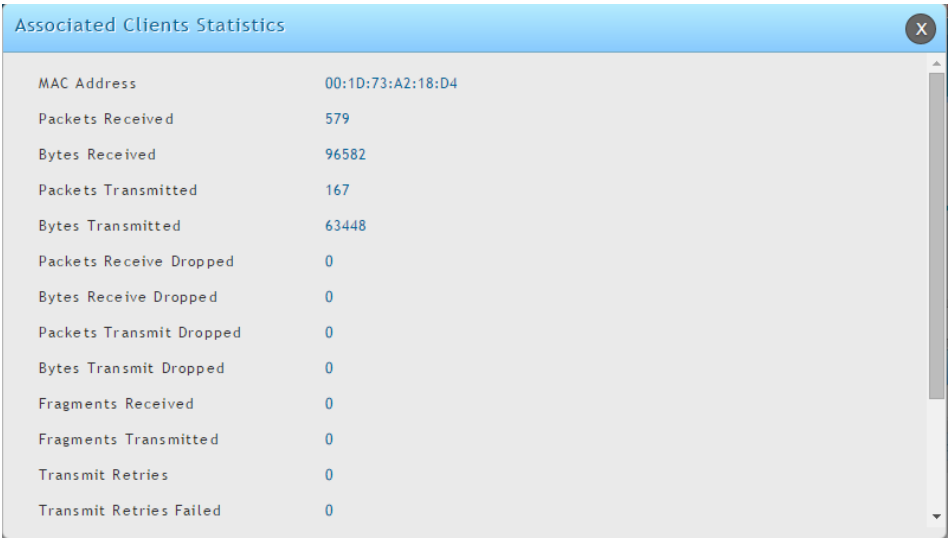 Associated Clients Statistics X
MAC Address 00:1D:73:A2:18:D4
Packets Received 579
Bytes Received 96582
Packets Transmitted 167
Bytes Transmitted 63448
Packets Receive Dropped 0
Bytes Receive Dropped 0
Packets Transmit Dropped 0
Bytes Transmit Dropped 0
Fragments Received 0
Fragments Transmitted 0
Transmit Retries 0
Transmit Retries Failed 0